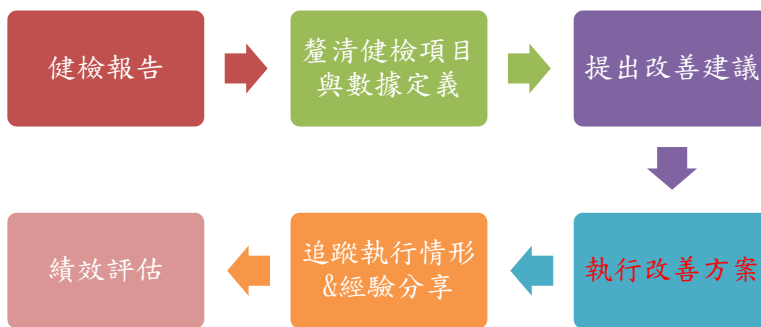 健檢報告
釐清健檢項目
與數據定義
提出改善建議
執行改善方案
追蹤執行情形
&經驗分享
績效評估